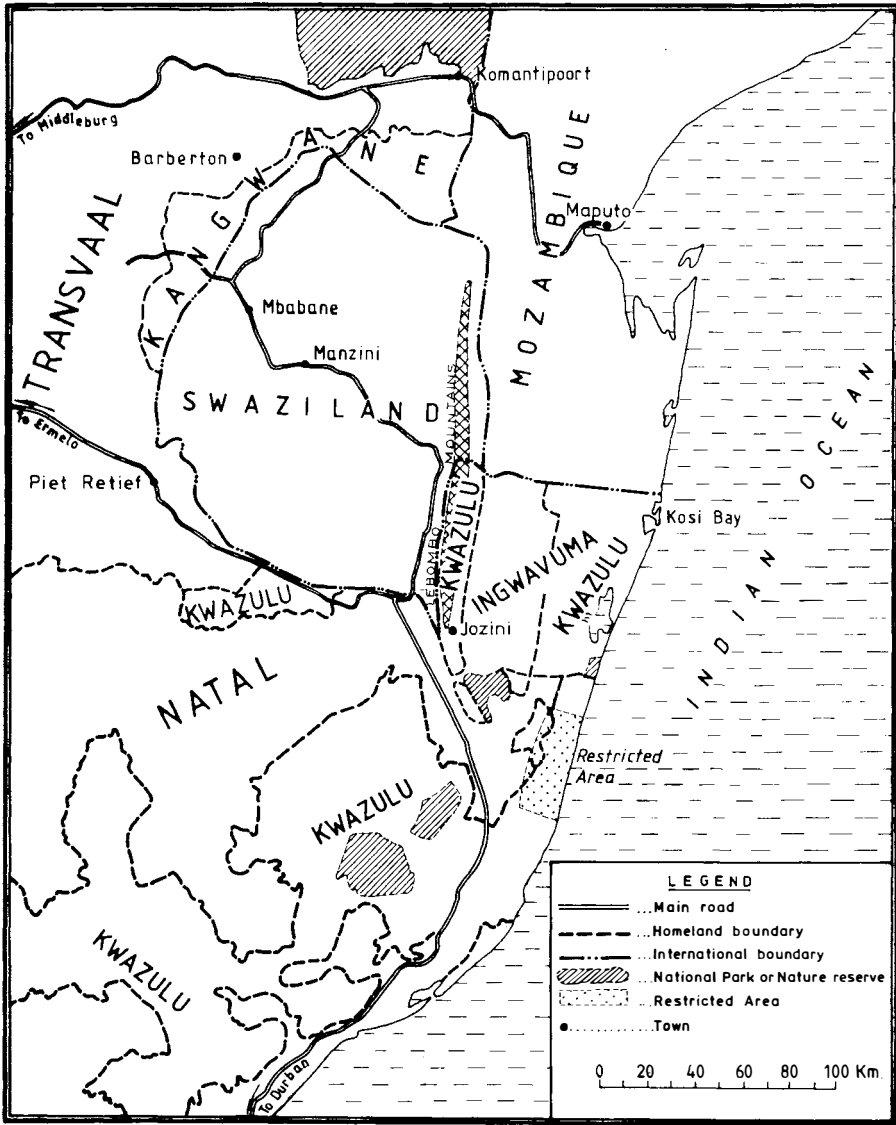 Komantipoort
To Middleburg
KANGWANE
Barberton
MOZAMBIQUE
Maputo
TRANSVAAL
Mbabane
Manzini
SWAZILAND
To Ermelo
LEBOMBO MOUNTAINS
Piet Retief
KWAZULU
INGWAVUMA
KWAZULU
Kosi Bay
INDIAN OCEAN
KWAZULU
Jozini
NATAL
Restricted
Area
KWAZULU
KWAZULU
To Durban
LEGEND
...Main road
...Homeland boundary
...International boundary
...National Park or Nature reserve
...Restricted Area
........Town
0 20 40 60 80 100 Km